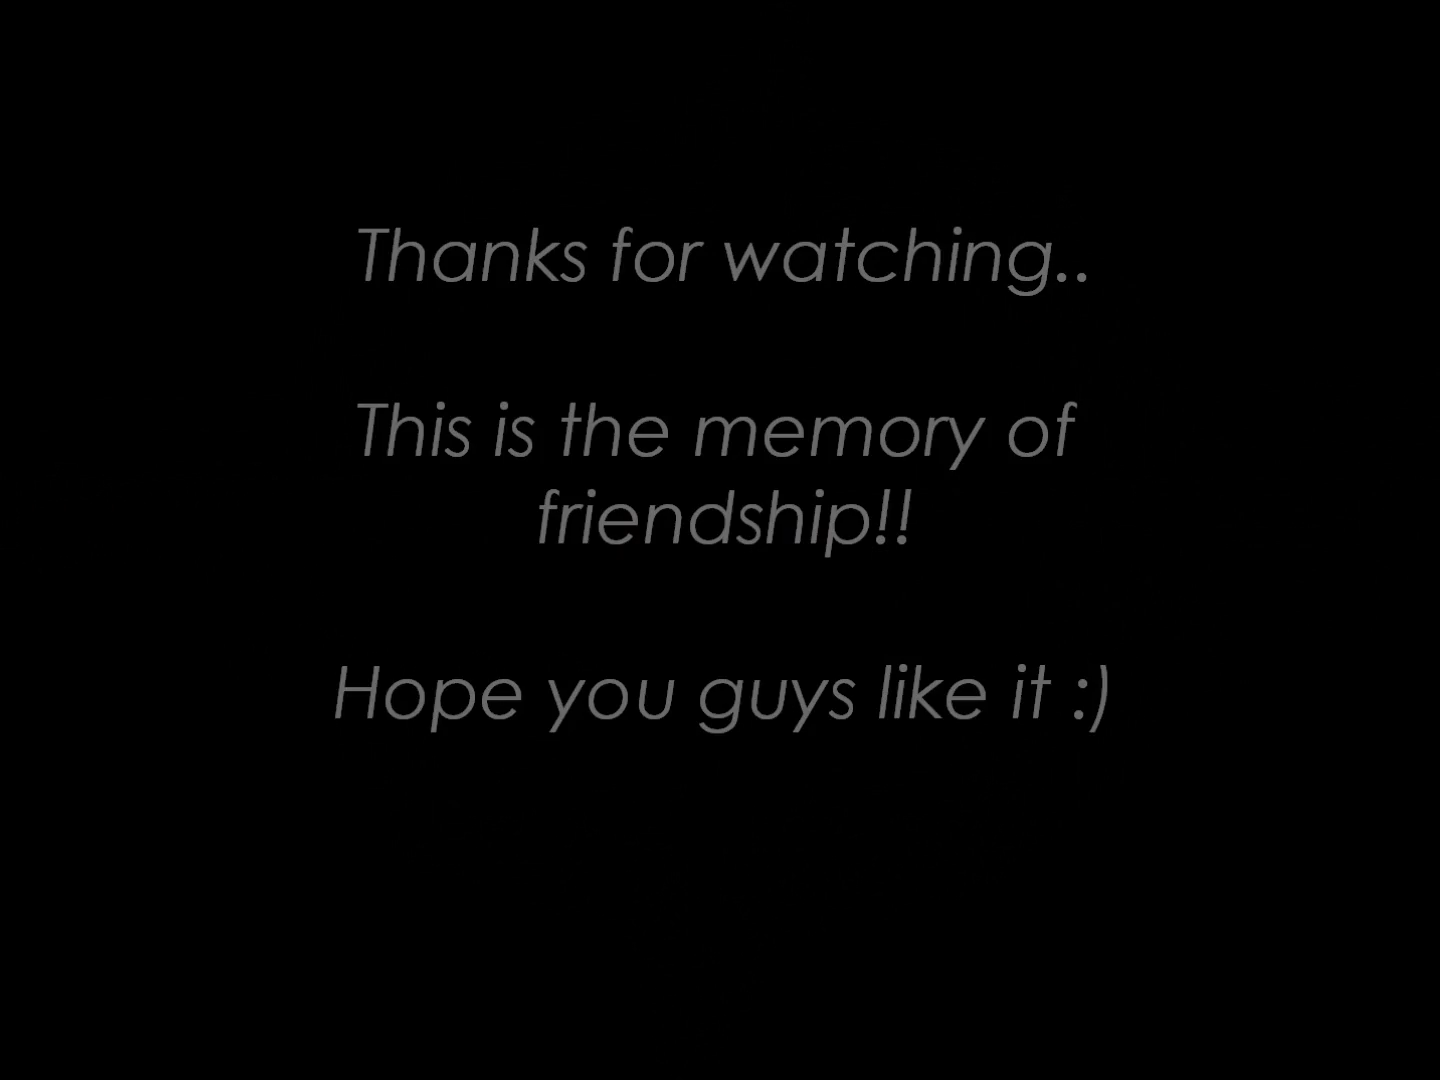 Thanks for watching..
This is the memory of
friendship!!
Hope you guys like it :)